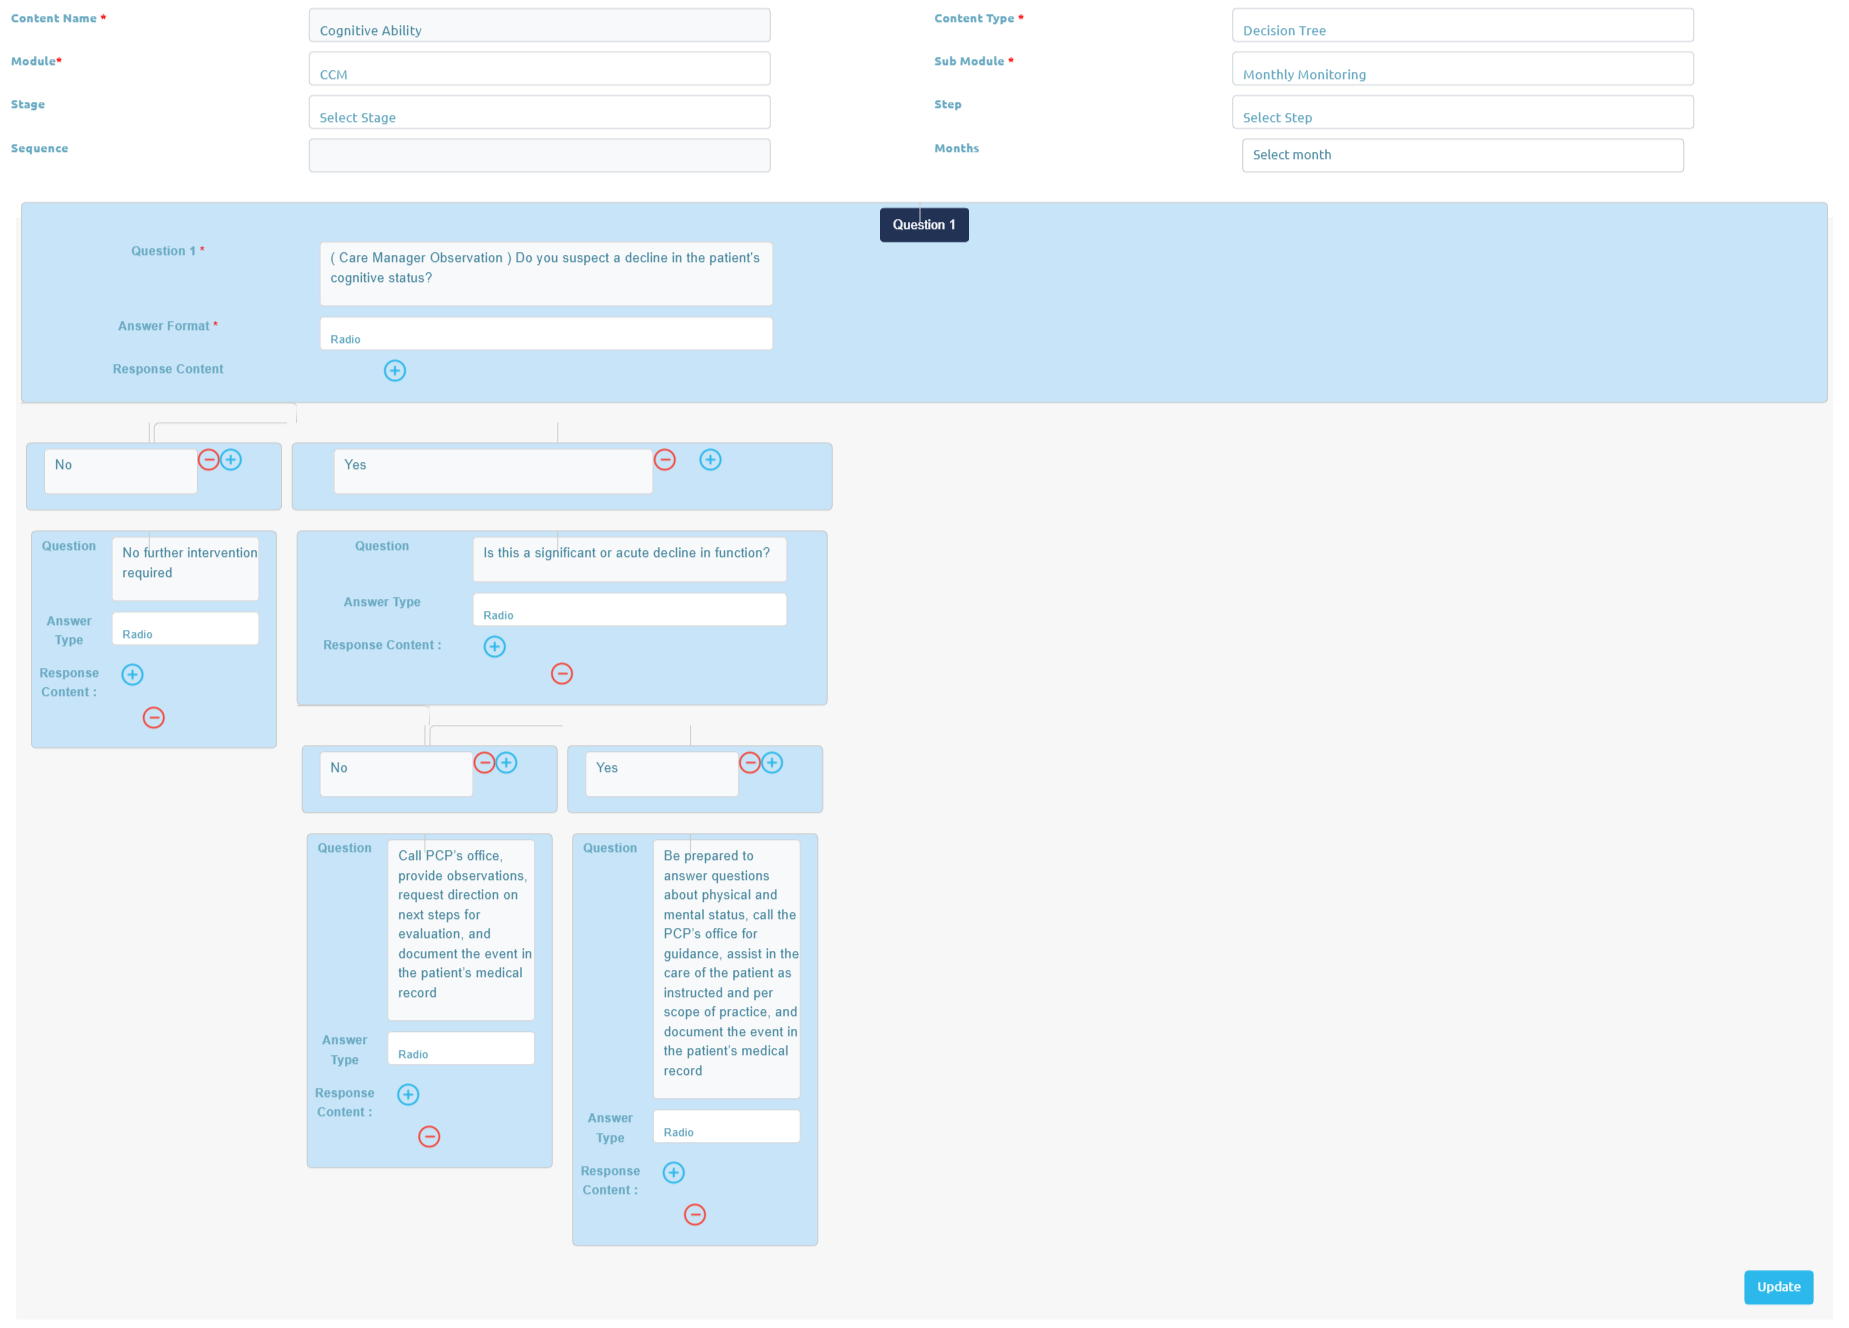 Content Name *
Cognitive Ability
Content Type *
Decision Tree
Module*
CCM
Sub Module *
Monthly Monitoring
Stage
Select Stage
Step
Select Step
Sequence
Months
Select month
Question 1
Question 1 *
( Care Manager Observation ) Do you suspect a decline in the patient's
cognitive status?
Answer Format *
Radio
Response Content
No
Yes
Question
No further intervention
required
Answer
Type
Radio
Response
Content :
Question
Is this a significant or acute decline in function?
Answer Type
Radio
Response Content :
No
Yes
Question
Call PCP's office,
provide observations,
request direction on
next steps for
evaluation, and
document the event in
the patient's medical
record
Answer
Type
Radio
Response
Content :
Question
Be prepared to
answer questions
about physical and
mental status, call the
PCP's office for
guidance, assist in the
care of the patient as
instructed and per
scope of practice, and
document the event in
the patient's medical
record
Answer
Type
Radio
Response
Content :
Update